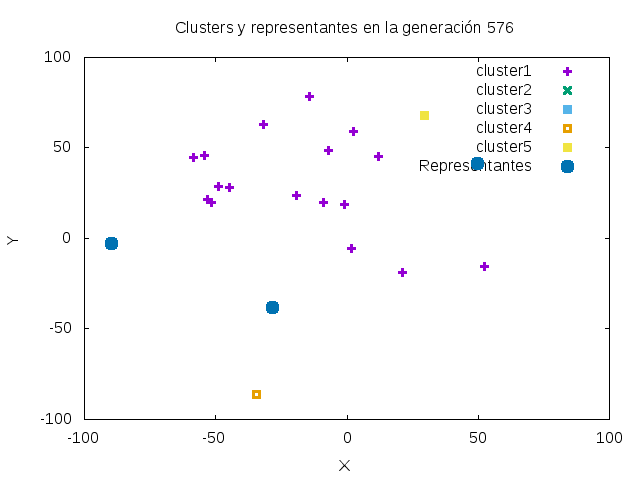 Clusters y representantes en la generación 576
100
50
0
-50
-100
-100 -50 0 50 100
X
Y
cluster1
cluster2
cluster3
cluster4
cluster5
Representantes